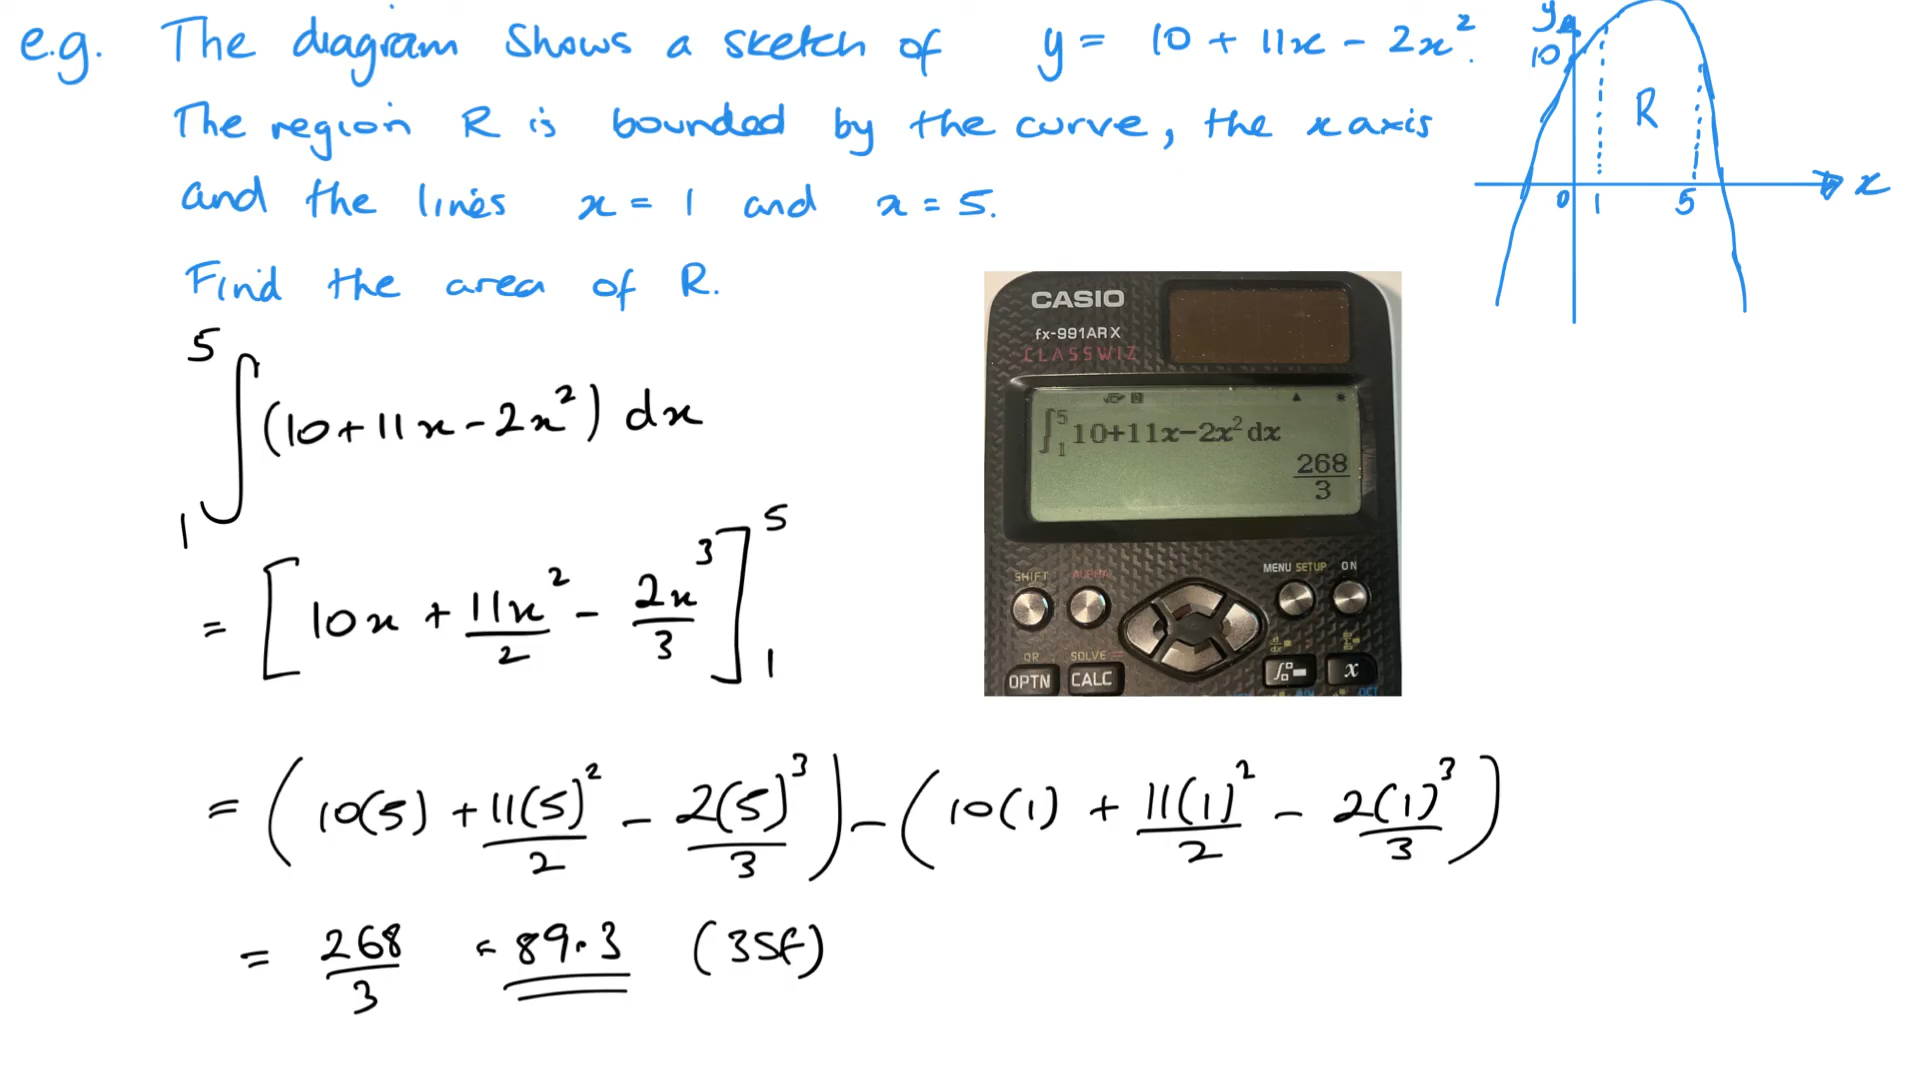 e.g. The diagram shows a sketch of y = 10 + 11x - 2x².
The region R is bounded by the curve, the x axis
and the lines x = 1 and x = 5.
Find the area of R.
y
10
R
0 1 5 x
∫₁⁵ (10 + 11x - 2x²) dx
= [10x + 11x²/2 - 2x³/3]₁⁵
= (10(5) + 11(5)²/2 - 2(5)³/3) - (10(1) + 11(1)²/2 - 2(1)³/3)
= 268/3 = 89.3 (3sf)
CASIO
fx-991AR X
CLASSWIZ
∫₁⁵ 10+11x-2x² dx
268/3
SHIFT ALPHA MENU SETUP ON
QR SOLVE =
OPTN CALC x